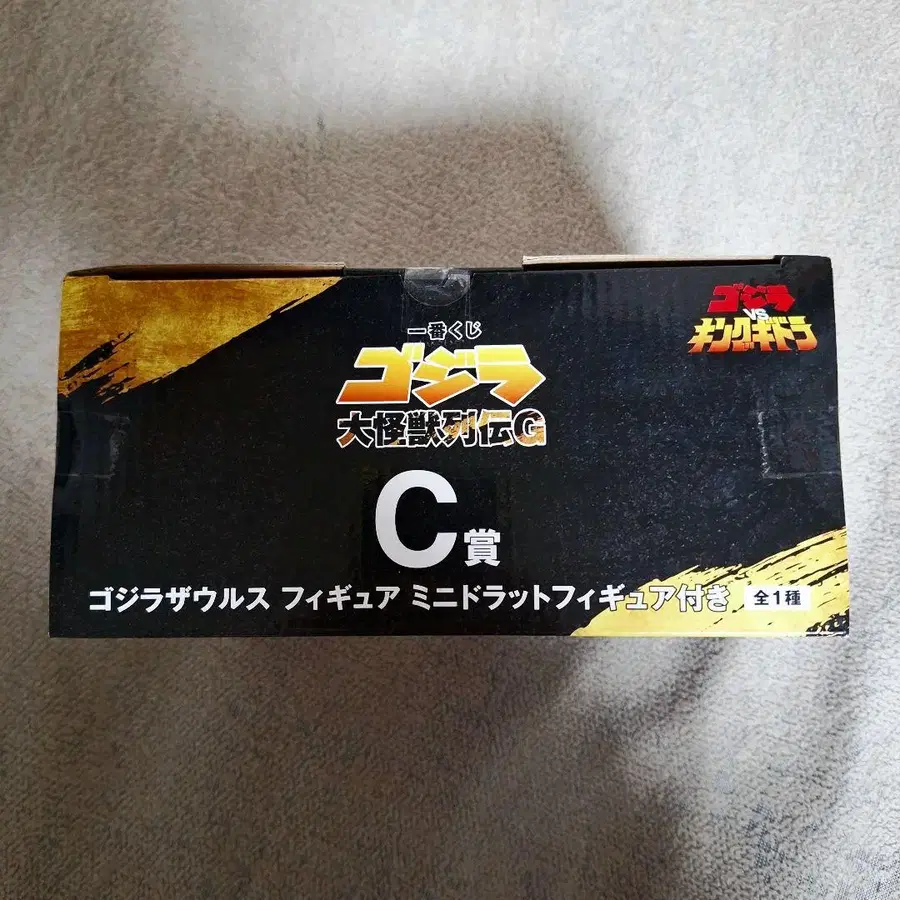 一番くじ
ゴジラ
大怪獣列伝G
ゴジラ
VS
キングギドラ
C賞
ゴジラザウルス フィギュア ミニドラットフィギュア付き 全1種